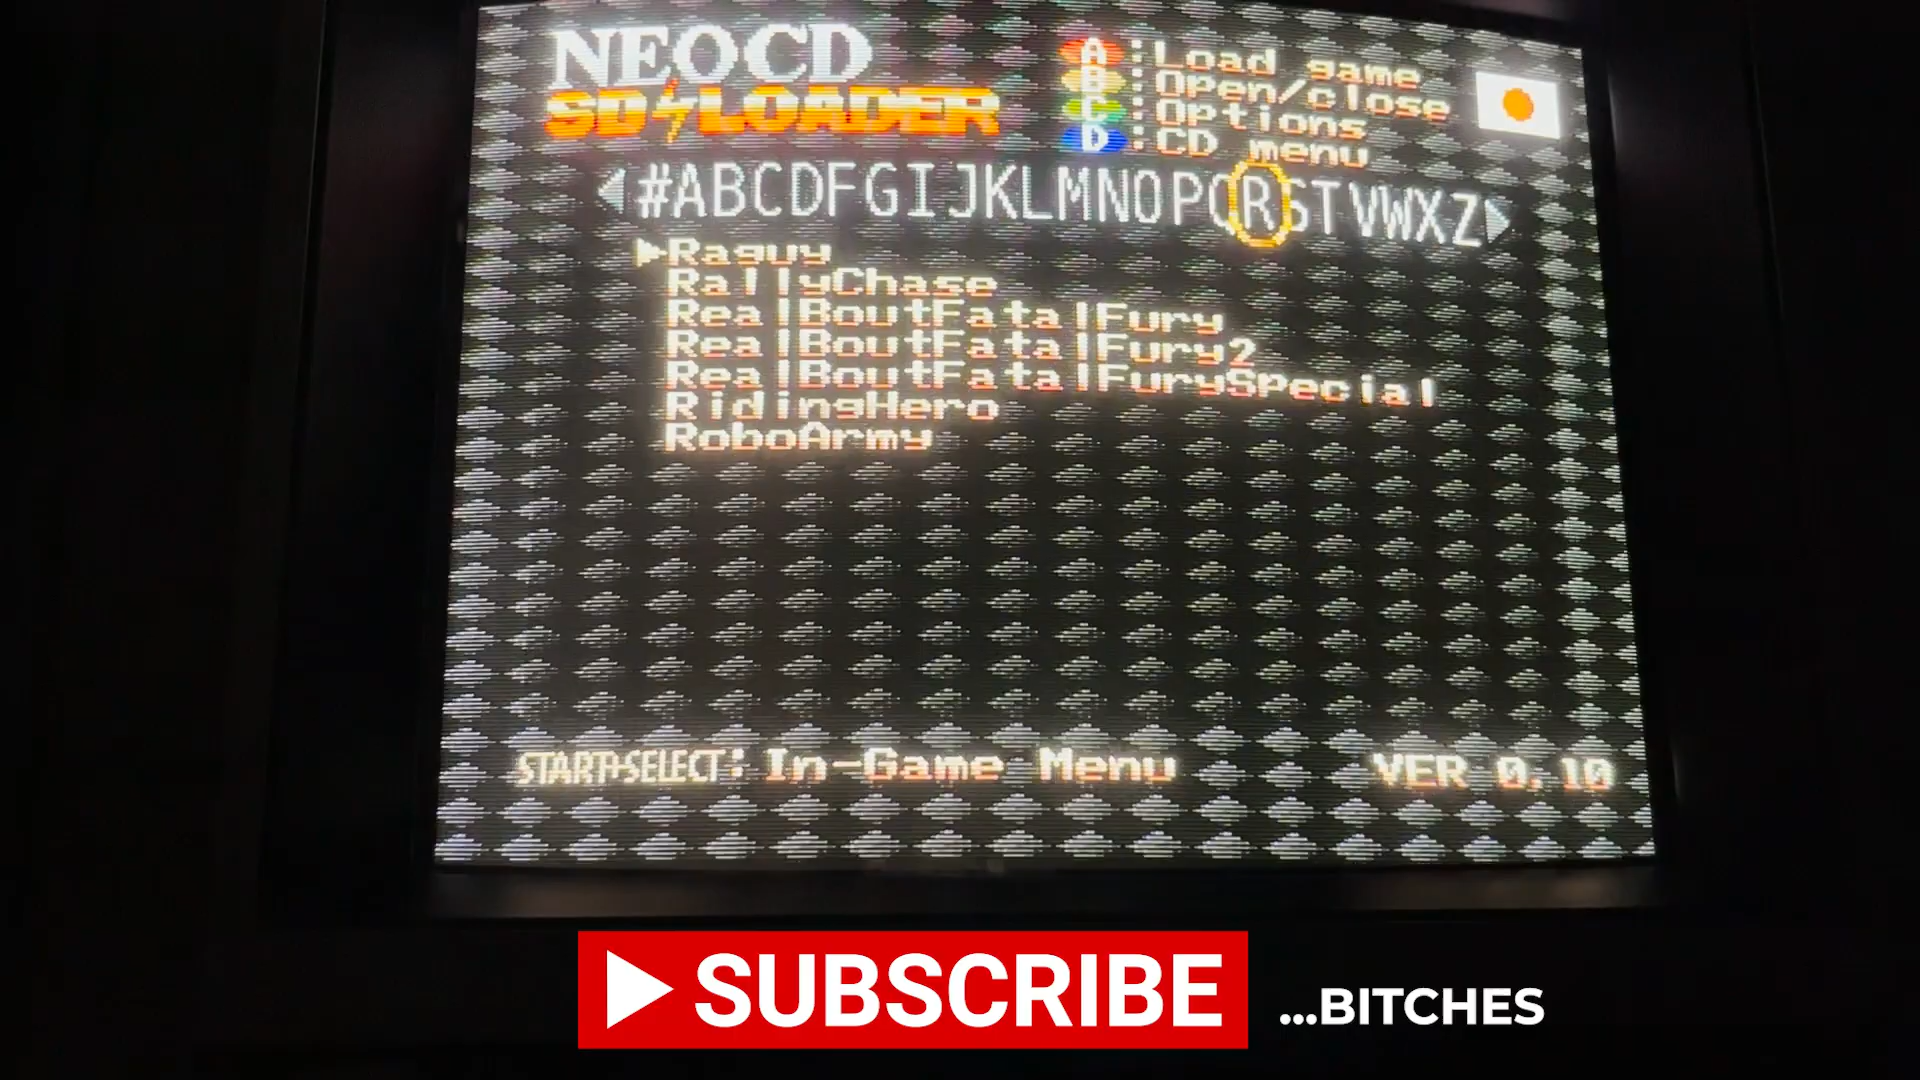 NEOCD
SD LOADER
A:Load game
B:Open/close
C:Options
D:CD menu
#ABCDFGIJKLMNOPQRSTVWXZ
Raguy
RallyChase
RealBoutFatalFury
RealBoutFatalFury2
RealBoutFatalFurySpecial
RidingHero
RoboArmy
START+SELECT: In-Game Menu
VER 0.10
SUBSCRIBE
...BITCHES